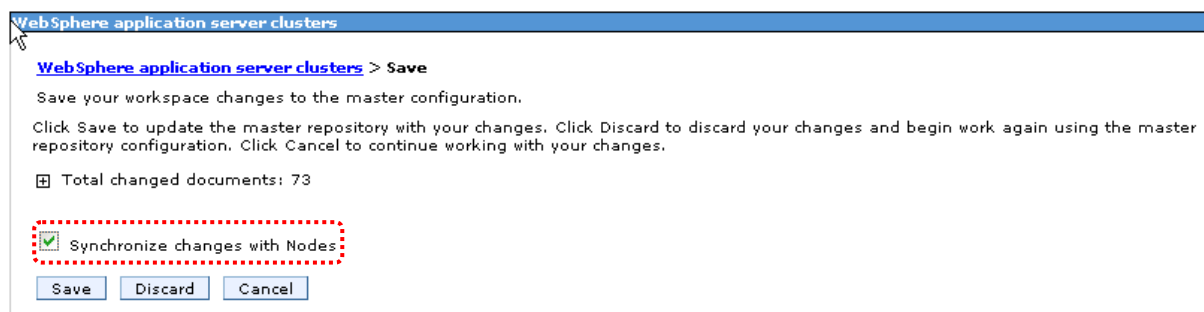 WebSphere application server clusters
WebSphere application server clusters > Save
Save your workspace changes to the master configuration.
Click Save to update the master repository with your changes. Click Discard to discard your changes and begin work again using the master
repository configuration. Click Cancel to continue working with your changes.
Total changed documents: 73
Synchronize changes with Nodes
Save Discard Cancel